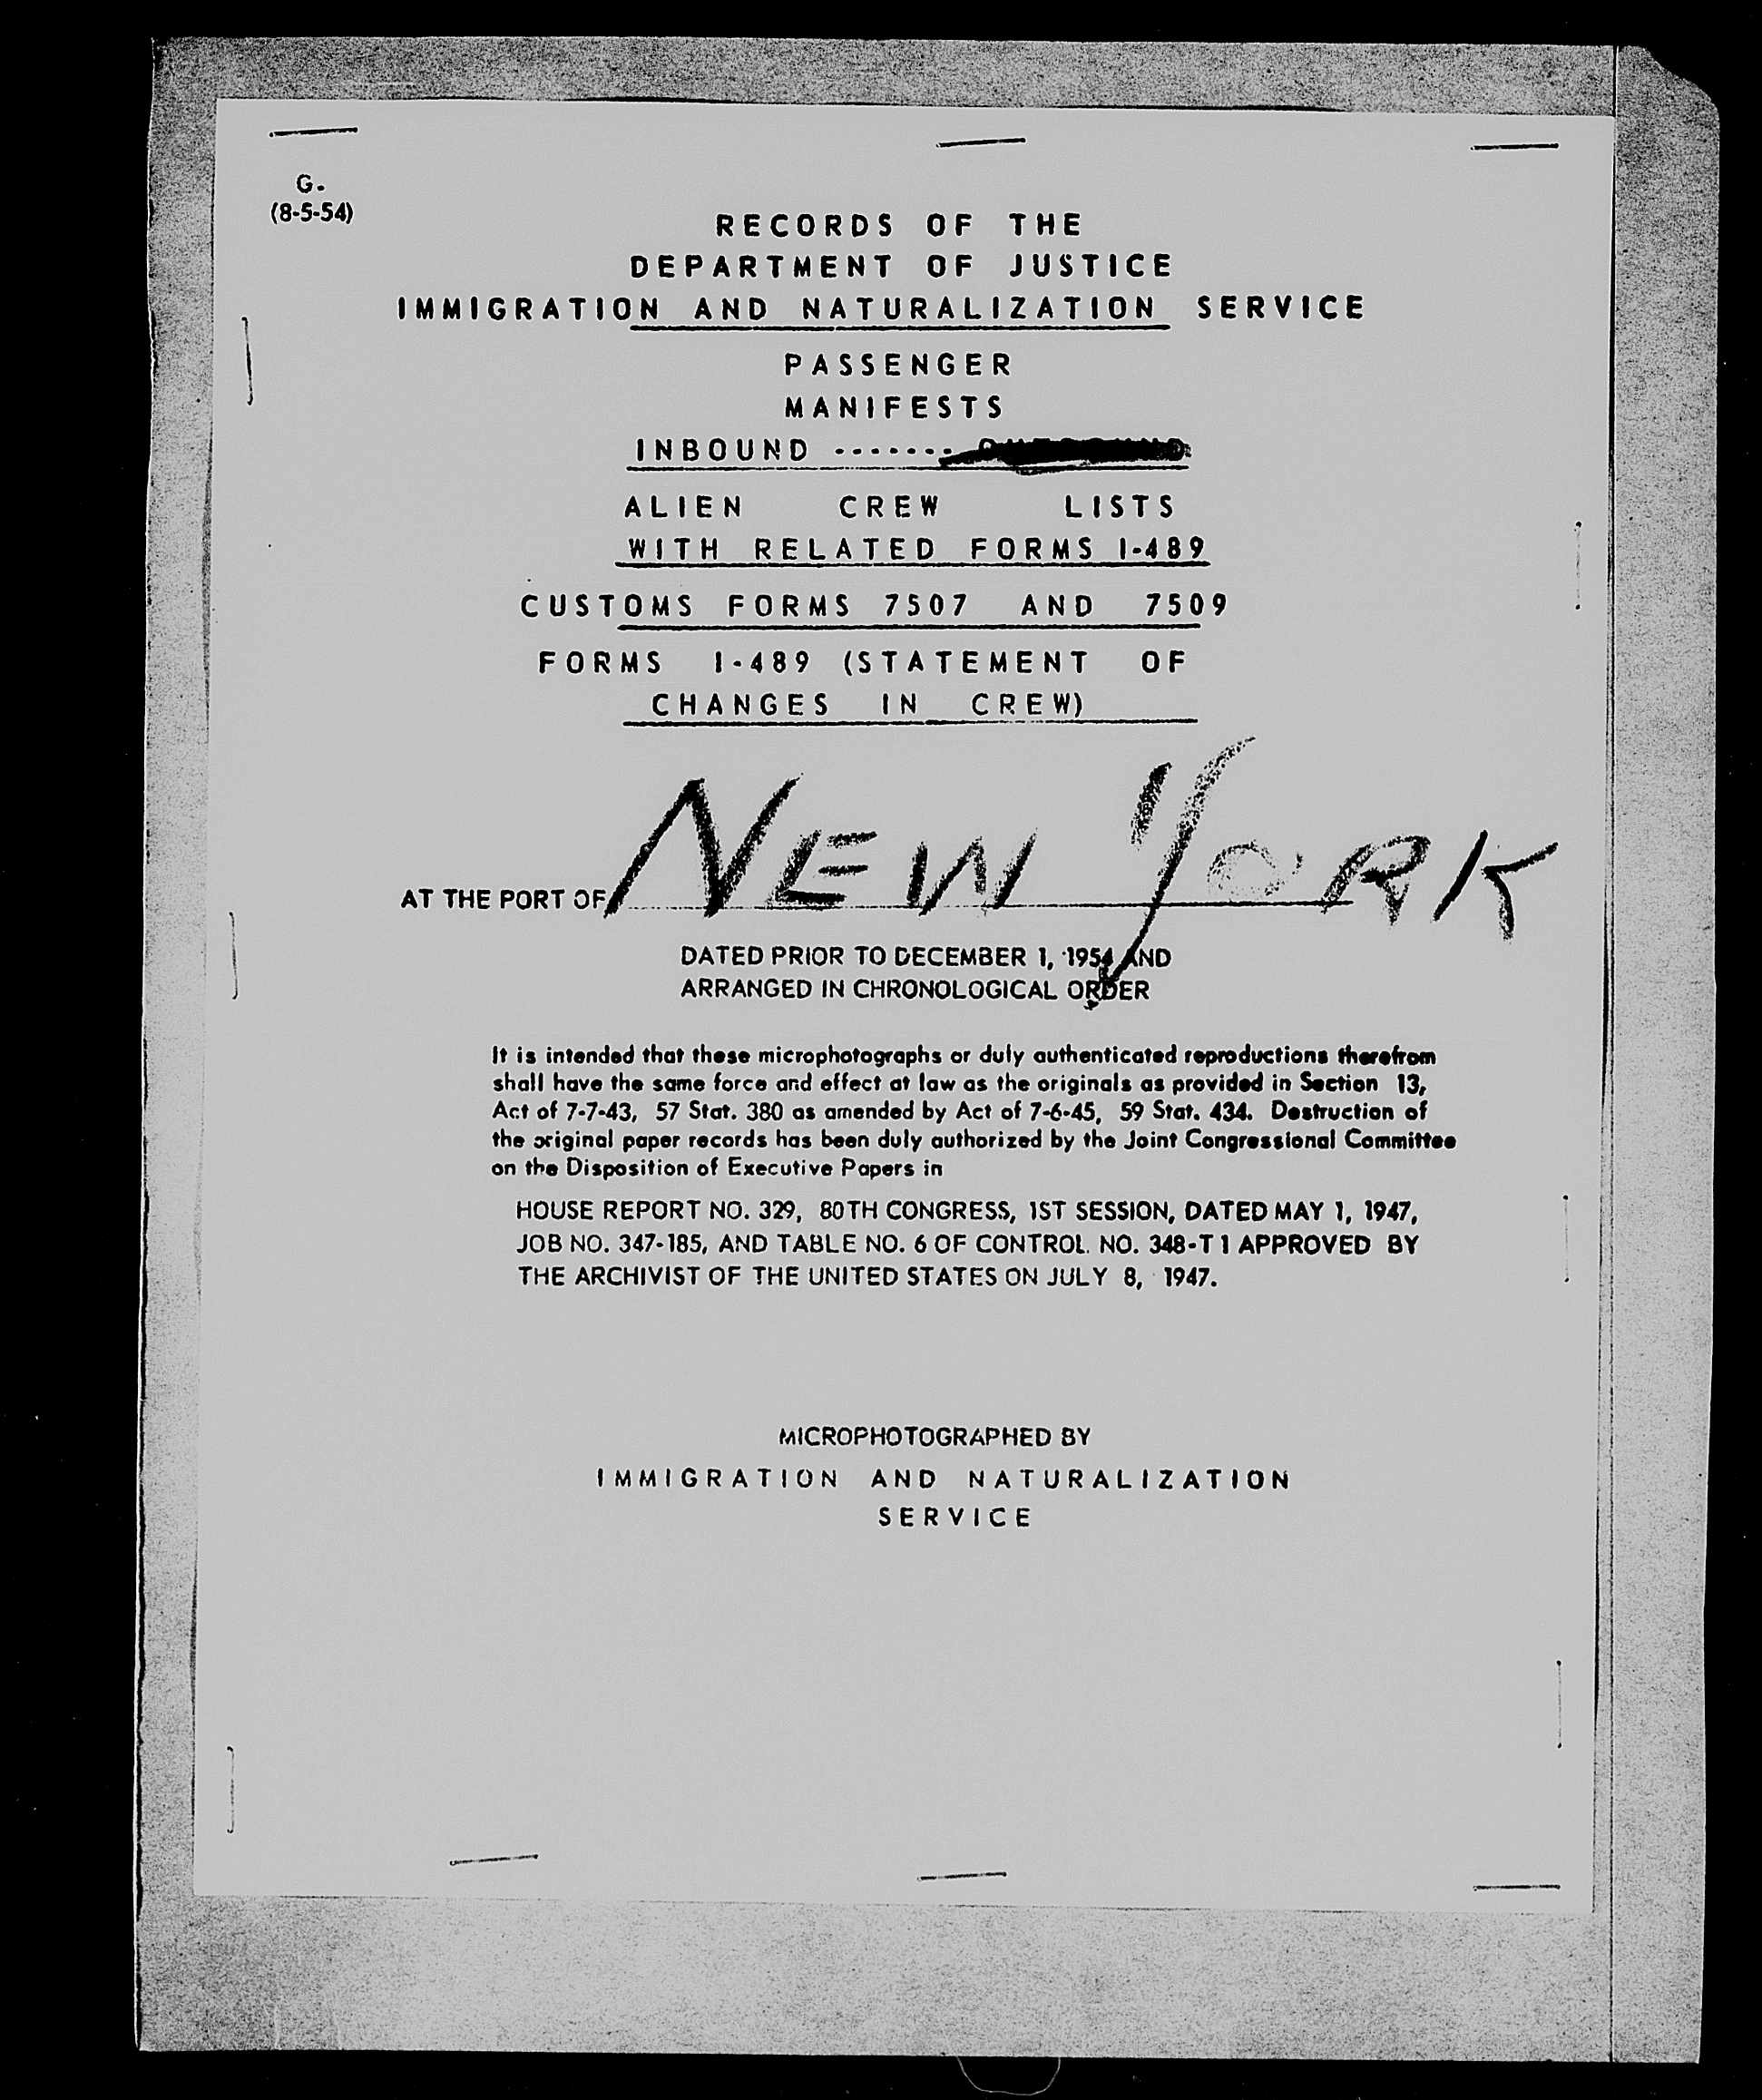 G.
(8-5-54)
RECORDS OF THE
DEPARTMENT OF JUSTICE
IMMIGRATION AND NATURALIZATION SERVICE
PASSENGER
MANIFESTS
INBOUND -------
ALIEN CREW LISTS
WITH RELATED FORMS I-489
CUSTOMS FORMS 7507 AND 7509
FORMS I-489 (STATEMENT OF
CHANGES IN CREW)
AT THE PORT OF NEW YORK
DATED PRIOR TO DECEMBER 1, 1954 AND
ARRANGED IN CHRONOLOGICAL ORDER
It is intended that these microphotographs or duly authenticated reproductions therefrom
shall have the same force and effect at law as the originals as provided in Section 13,
Act of 7-7-43, 57 Stat. 380 as amended by Act of 7-6-45, 59 Stat. 434. Destruction of
the original paper records has been duly authorized by the Joint Congressional Committee
on the Disposition of Executive Papers in
HOUSE REPORT NO. 329, 80TH CONGRESS, 1ST SESSION, DATED MAY 1, 1947,
JOB NO. 347-185, AND TABLE NO. 6 OF CONTROL NO. 348-T1 APPROVED BY
THE ARCHIVIST OF THE UNITED STATES ON JULY 8, 1947.
MICROPHOTOGRAPHED BY
IMMIGRATION AND NATURALIZATION
SERVICE